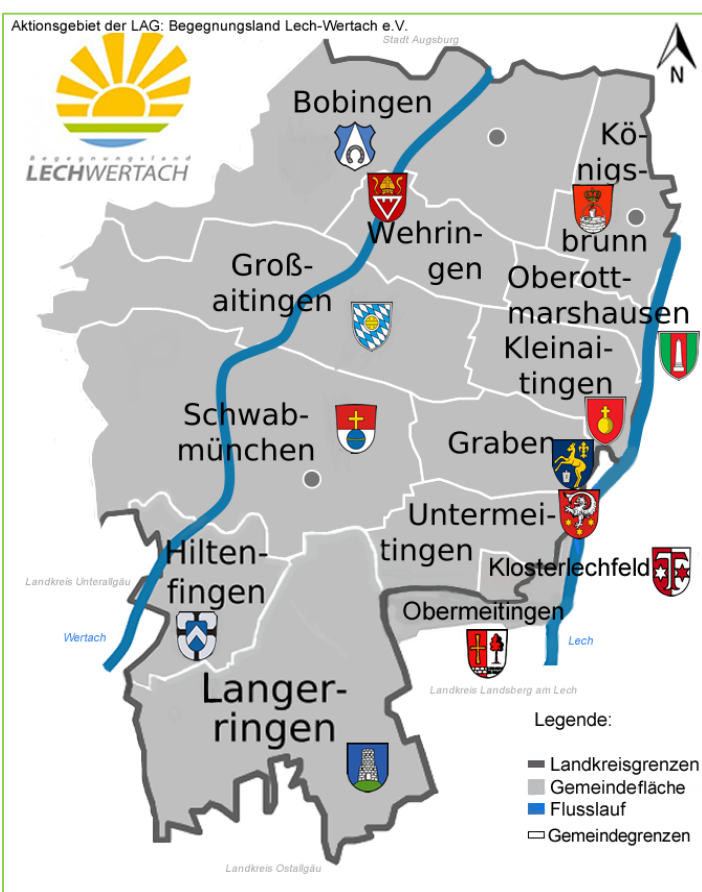 Aktionsgebiet der LAG: Begegnungsland Lech-Wertach e.V.
Stadt Augsburg
N
Begegnungsland
LECHWERTACH
Bobingen
Kö-
nigs-
brunn
Wehrin-
gen
Groß-
aitingen
Oberott-
marshausen
Kleinai-
tingen
Schwab-
münchen
Graben
Untermei-
tingen
Hilten-
fingen
Klosterlechfeld
Landkreis Unterallgäu
Obermeitingen
Wertach
Lech
Langer-
ringen
Landkreis Landsberg am Lech
Legende:
Landkreisgrenzen
Gemeindefläche
Flusslauf
Gemeindegrenzen
Landkreis Ostallgäu